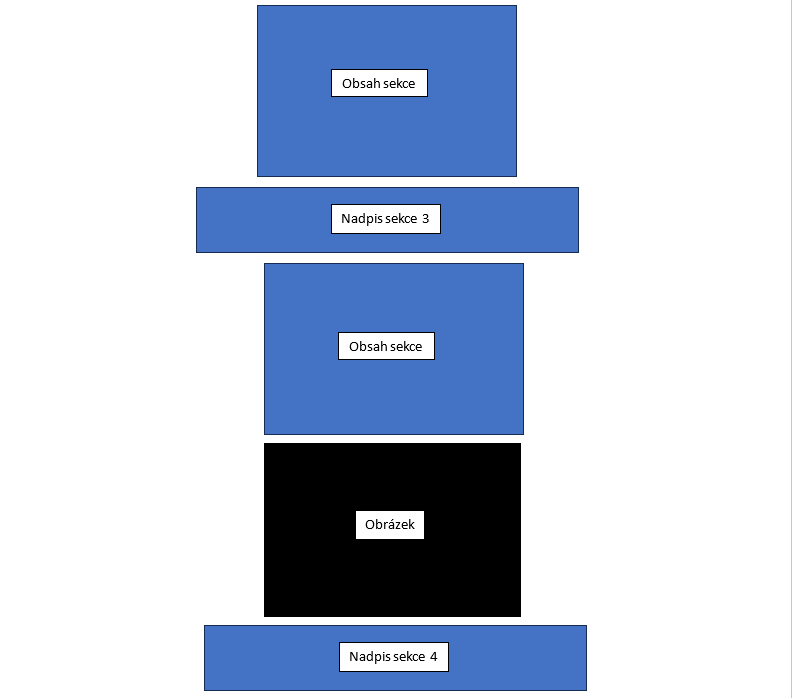 Obsah sekce
Nadpis sekce 3
Obsah sekce
Obrázek
Nadpis sekce 4